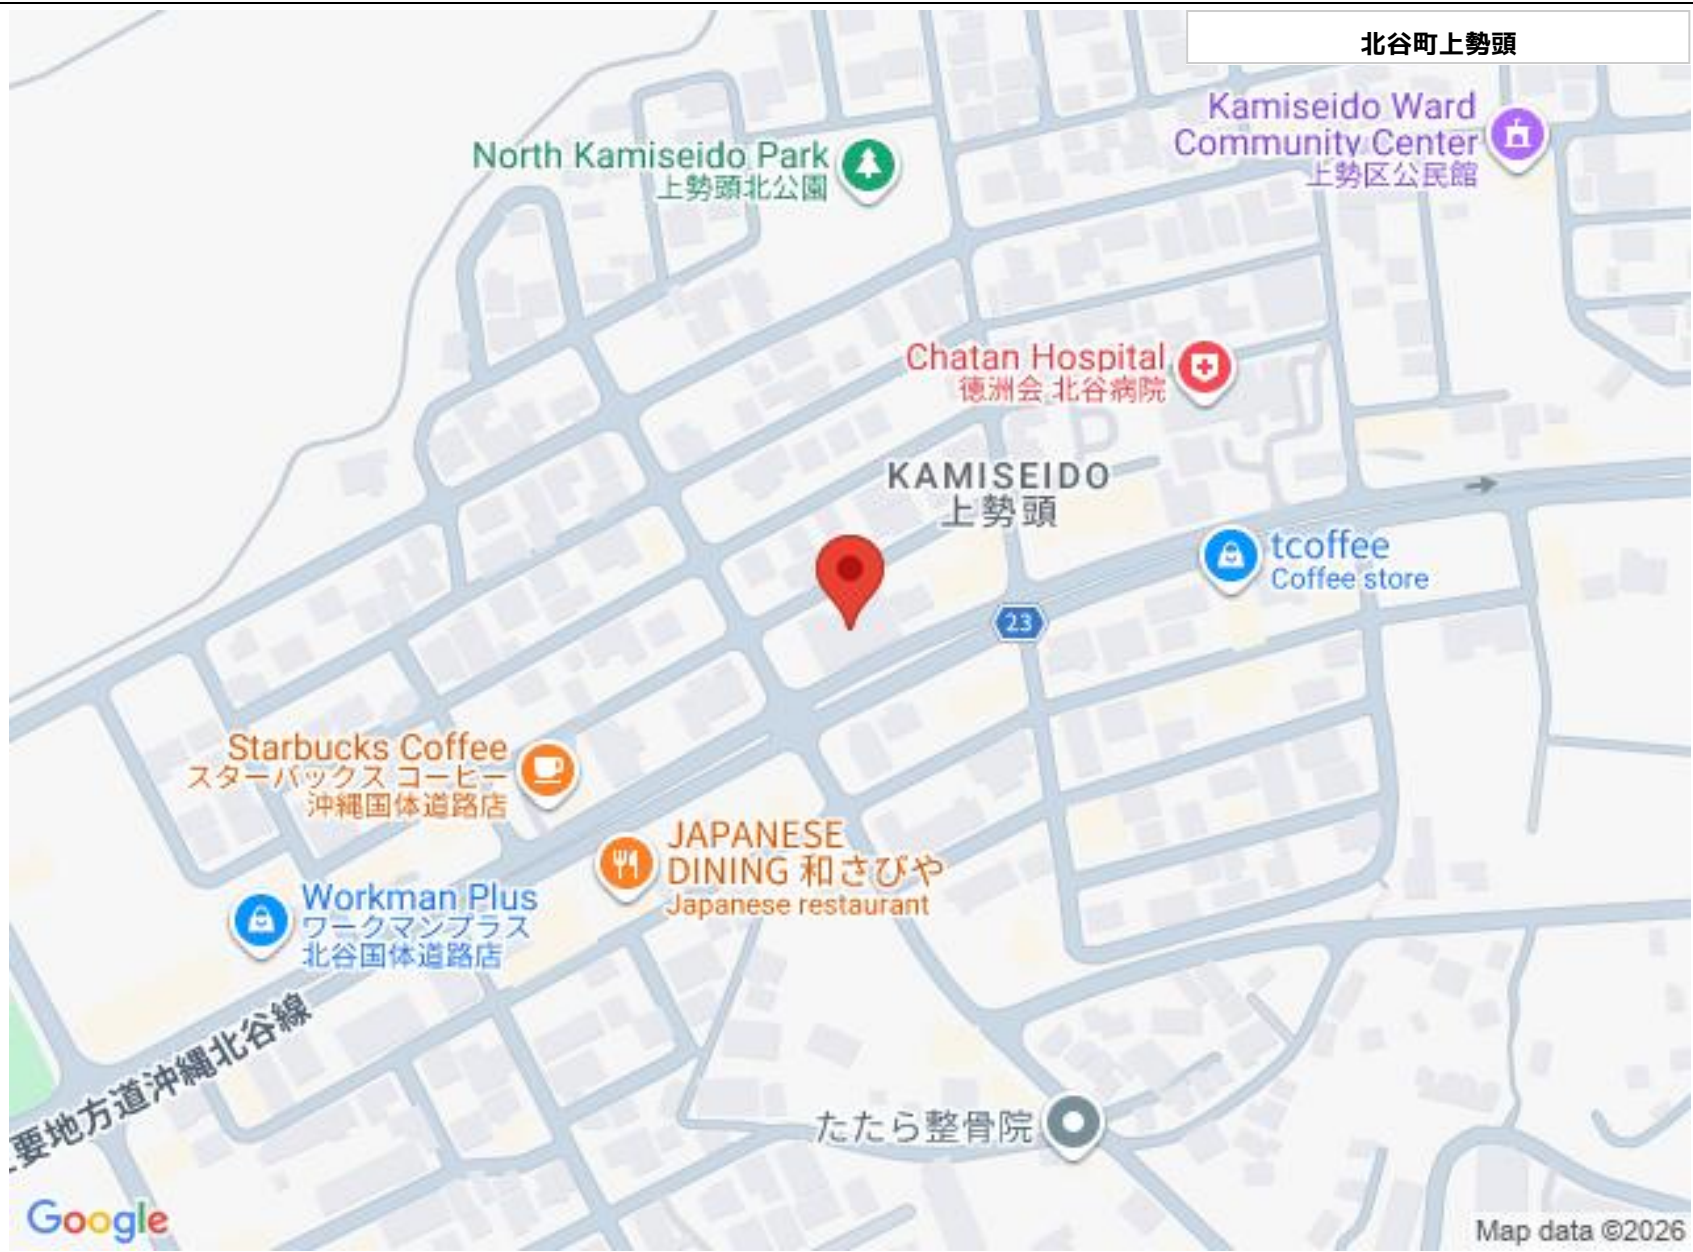 北谷町上勢頭
Kamiseido Ward
Community Center
上勢区公民館
North Kamiseido Park
上勢頭北公園
Chatan Hospital
徳洲会 北谷病院
P
KAMISEIDO
上勢頭
tcoffee
Coffee store
23
Starbucks Coffee
スターバックス コーヒー
沖縄国体道路店
JAPANESE
DINING 和さびや
Japanese restaurant
Workman Plus
ワークマンプラス
北谷国体道路店
要地方道沖縄北谷線
たたら整骨院
Google
Map data ©2026